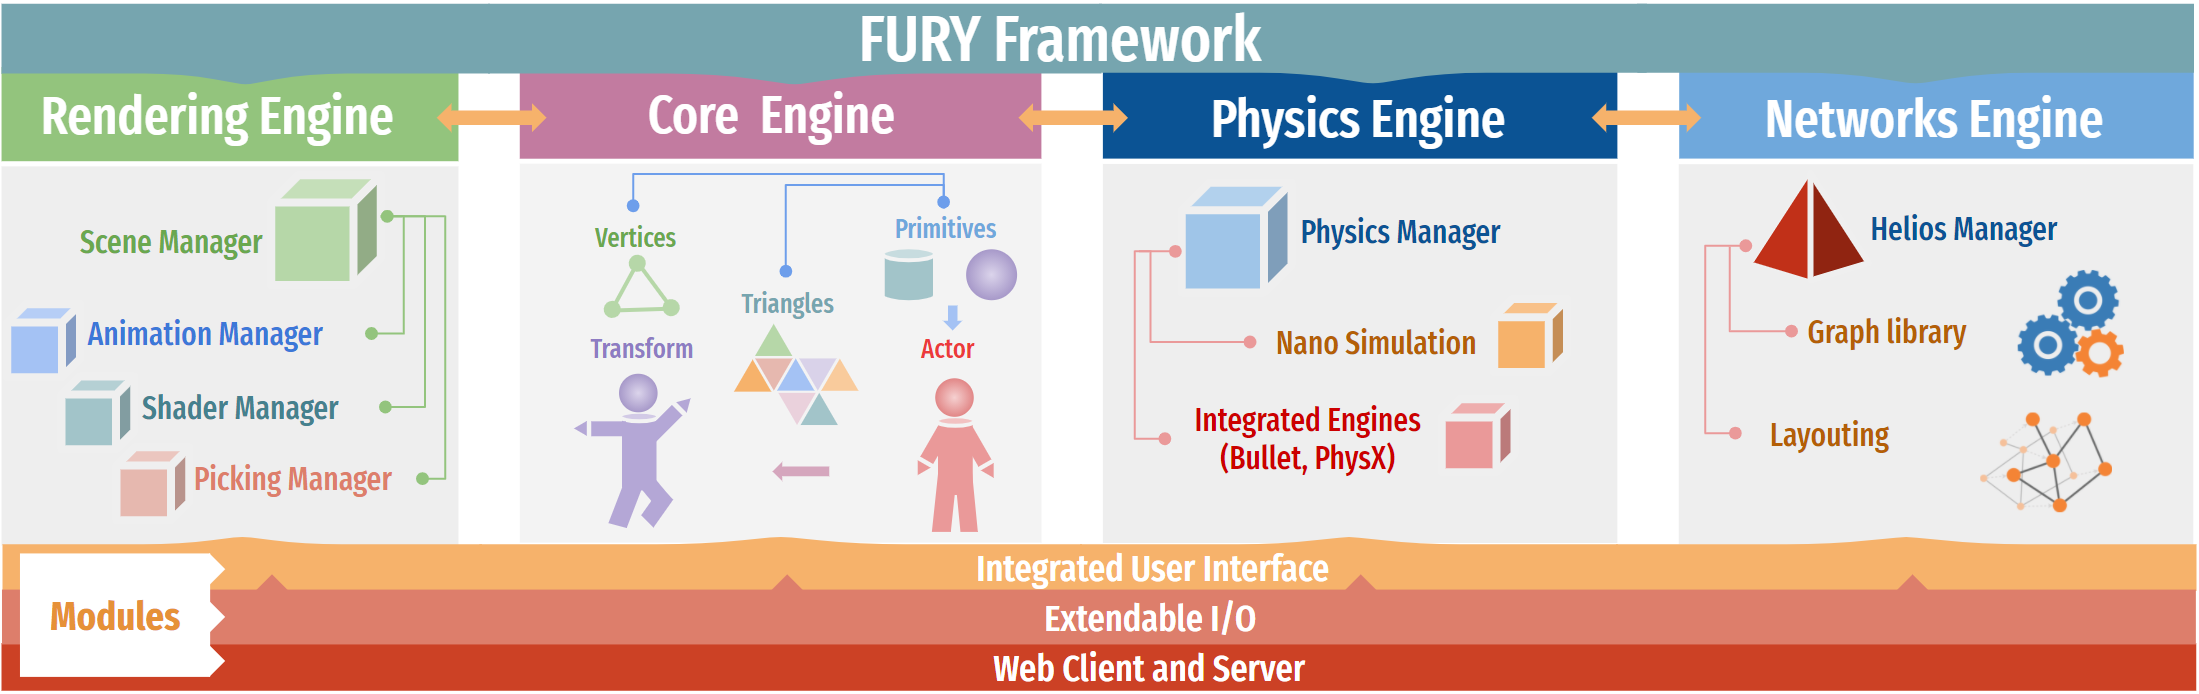 FURY Framework
Rendering Engine
Core Engine
Physics Engine
Networks Engine
Scene Manager
Animation Manager
Shader Manager
Picking Manager
Vertices
Primitives
Triangles
Transform
Actor
Physics Manager
Nano Simulation
Integrated Engines
(Bullet, PhysX)
Helios Manager
Graph library
Layouting
Modules
Integrated User Interface
Extendable I/O
Web Client and Server